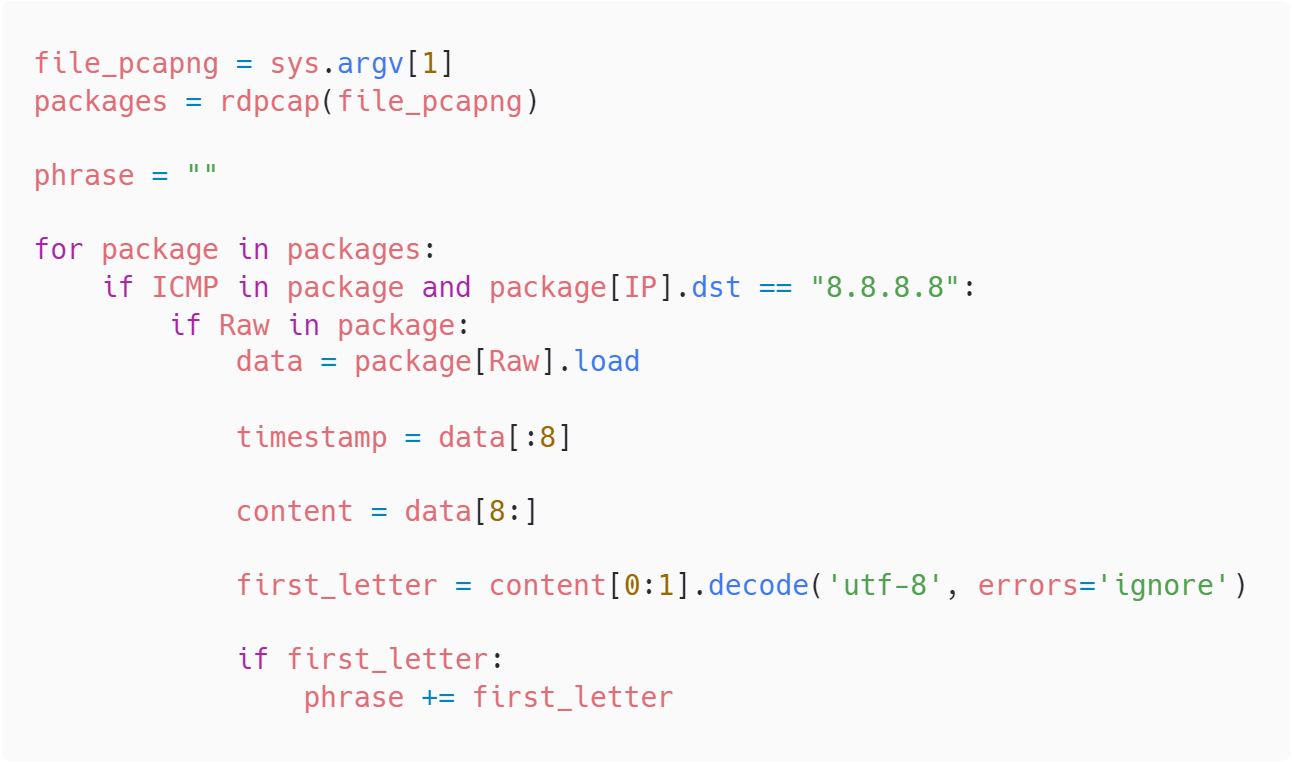 file_pcapng = sys.argv[1]
packages = rdpcap(file_pcapng)

phrase = ""

for package in packages:
    if ICMP in package and package[IP].dst == "8.8.8.8":
        if Raw in package:
            data = package[Raw].load

            timestamp = data[:8]

            content = data[8:]

            first_letter = content[0:1].decode('utf-8', errors='ignore')

            if first_letter:
                phrase += first_letter